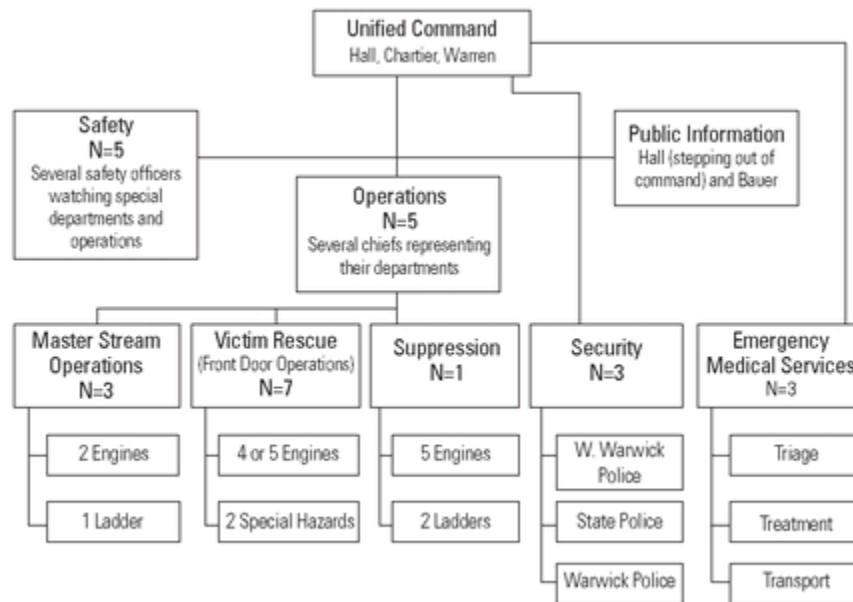 Unified Command
Hall, Chartier, Warren
Safety
N=5
Several safety officers
watching special
departments and
operations
Public Information
Hall (stepping out of
command) and Bauer
Operations
N=5
Several chiefs representing
their departments
Master Stream
Operations
N=3
Victim Rescue
(Front Door Operations)
N=7
Suppression
N=1
Security
N=3
Emergency
Medical Services
N=3
2 Engines
1 Ladder
4 or 5 Engines
2 Special Hazards
5 Engines
2 Ladders
W. Warwick
Police
State Police
Warwick Police
Triage
Treatment
Transport